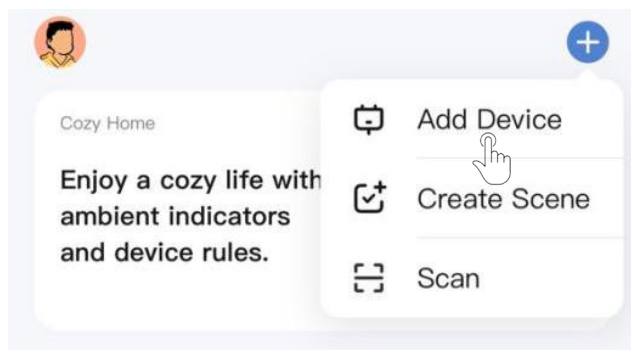 Cozy Home
Enjoy a cozy life with
ambient indicators
and device rules.
Add Device
Create Scene
Scan